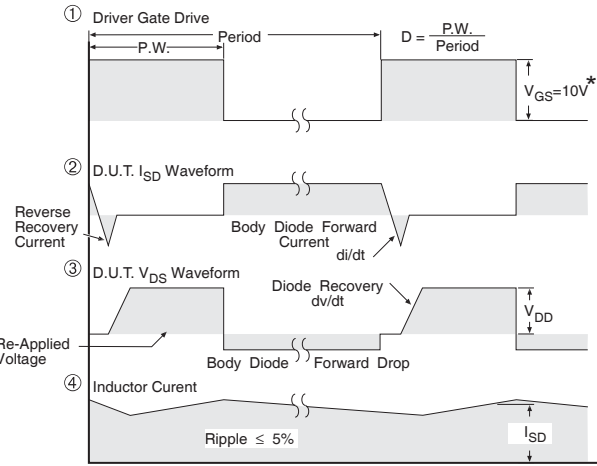 ① Driver Gate Drive
P.W.
Period
D = P.W.
Period
VGS=10V*
② D.U.T. ISD Waveform
Reverse
Recovery
Current
Body Diode Forward
Current
di/dt
③ D.U.T. VDS Waveform
Diode Recovery
dv/dt
VDD
Re-Applied
Voltage
Body Diode Forward Drop
④ Inductor Curent
Ripple ≤ 5%
ISD